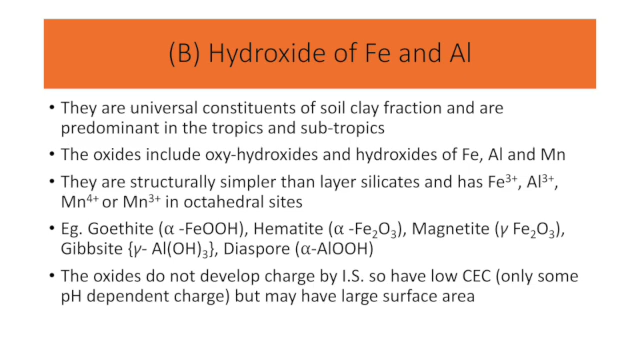 (B) Hydroxide of Fe and Al
• They are universal constituents of soil clay fraction and are
predominant in the tropics and sub-tropics
• The oxides include oxy-hydroxides and hydroxides of Fe, Al and Mn
• They are structurally simpler than layer silicates and has Fe³⁺, Al³⁺,
Mn⁴⁺ or Mn³⁺ in octahedral sites
• Eg. Goethite (α -FeOOH), Hematite (α -Fe₂O₃), Magnetite (γ Fe₂O₃),
Gibbsite {γ- Al(OH)₃}, Diaspore (α-AlOOH)
• The oxides do not develop charge by I.S. so have low CEC (only some
pH dependent charge) but may have large surface area